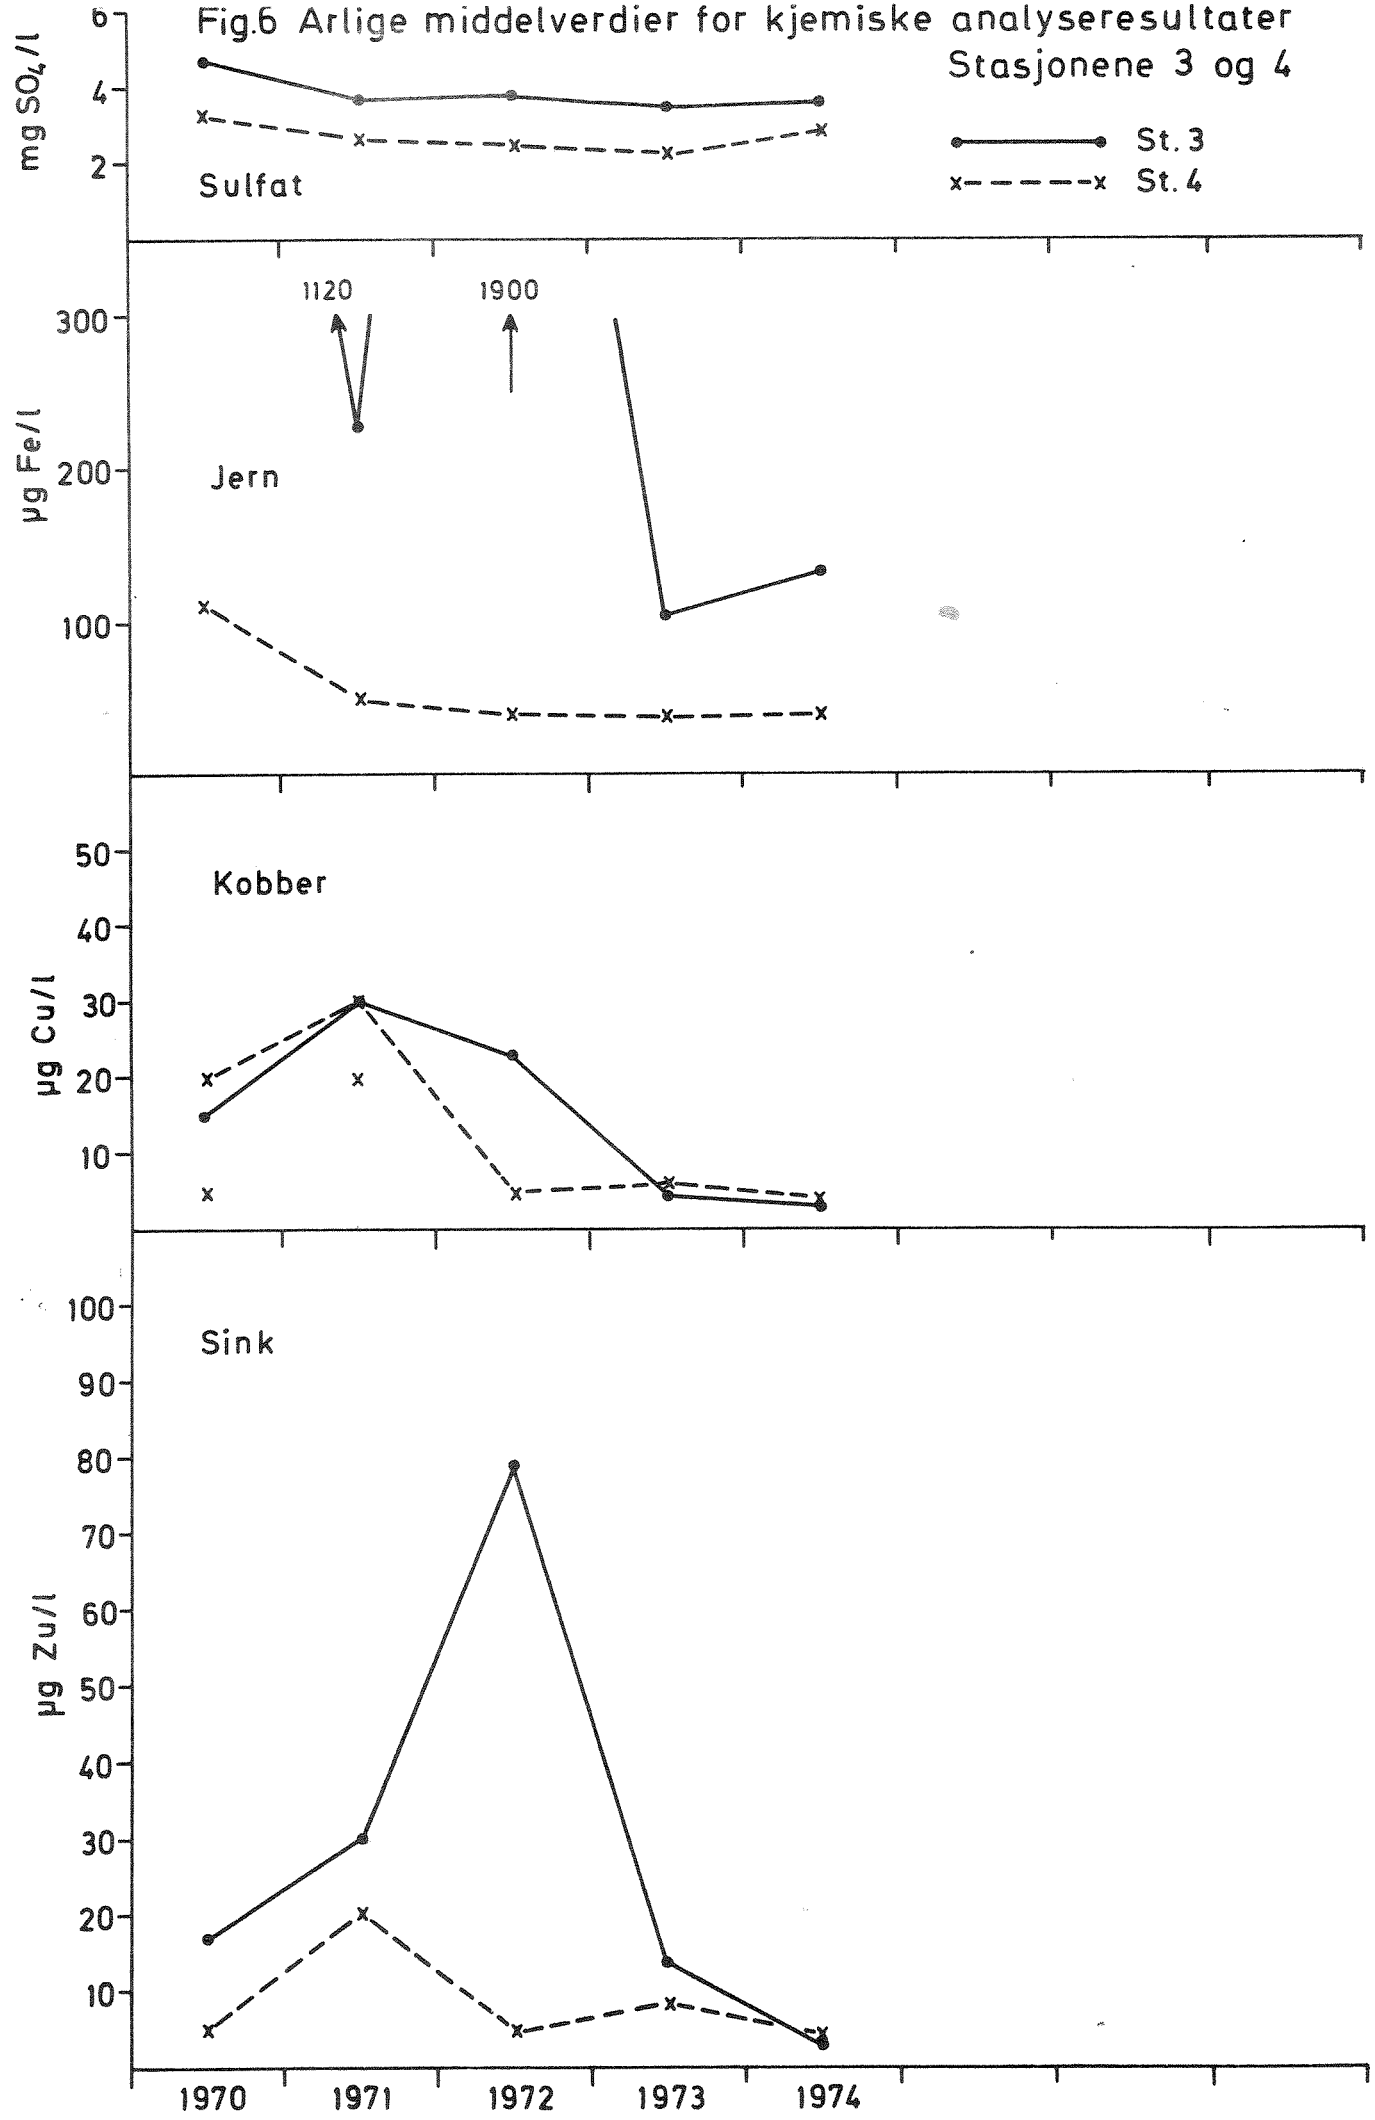 Fig.6 Arlige middelverdier for kjemiske analyseresultater
Stasjonene 3 og 4
St. 3
St. 4
mg SO4/l
6
4
2
Sulfat
1120
1900
µg Fe/l
300
200
100
Jern
µg Cu/l
50
40
30
20
10
Kobber
µg Zu/l
100
90
80
70
60
50
40
30
20
10
Sink
1970 1971 1972 1973 1974